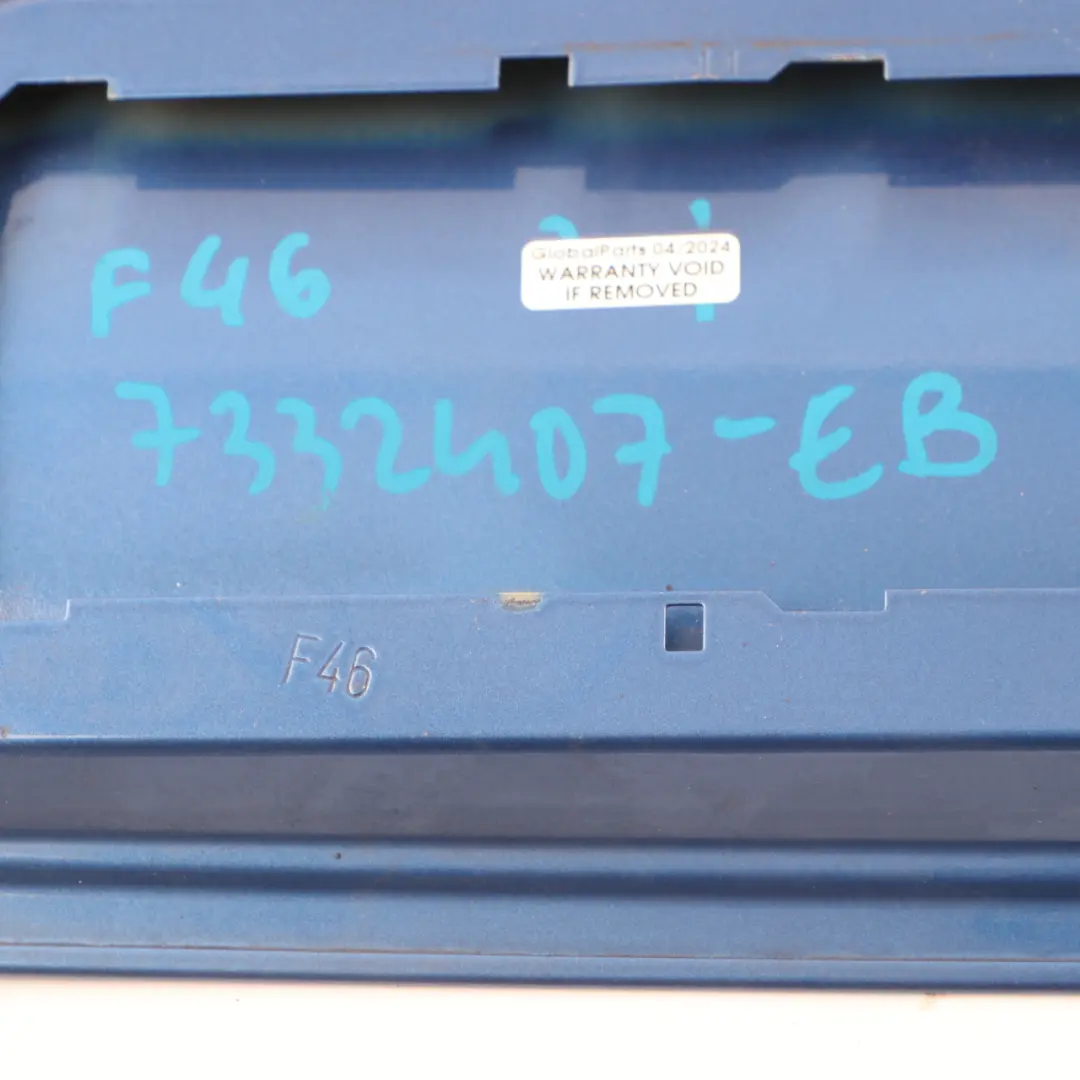 F46
GlobalParts 04/2024
WARRANTY VOID
IF REMOVED
7332407-EB
F46